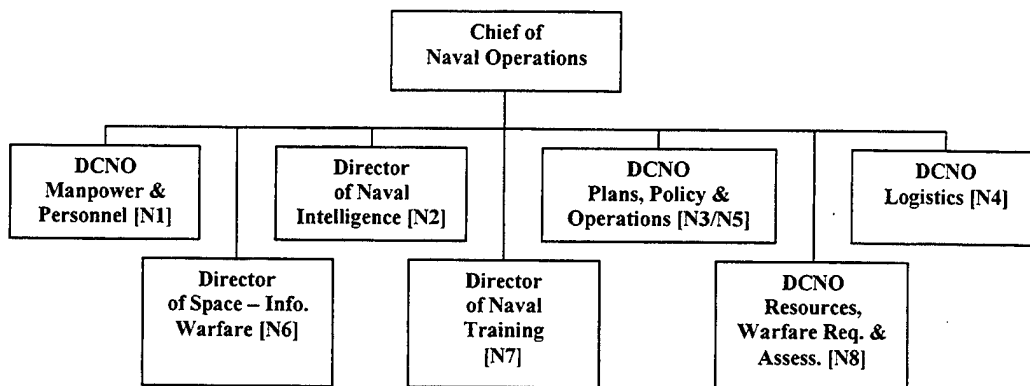 Chief of
Naval Operations
DCNO
Manpower &
Personnel [N1]
Director
of Naval
Intelligence [N2]
DCNO
Plans, Policy &
Operations [N3/N5]
DCNO
Logistics [N4]
Director
of Space – Info.
Warfare [N6]
Director
of Naval
Training
[N7]
DCNO
Resources,
Warfare Req. &
Assess. [N8]